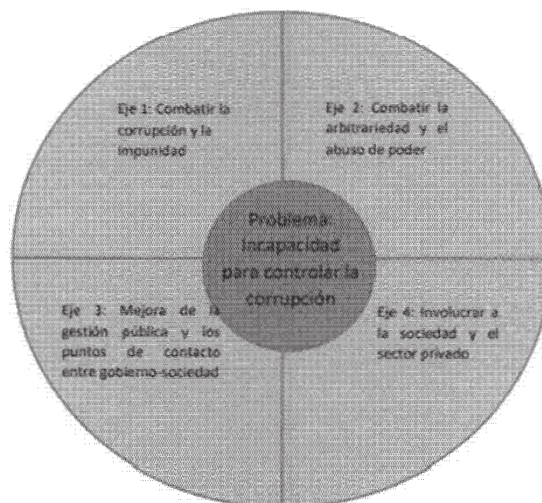 Eje 1: Combatir la
corrupción y la
impunidad
Eje 2: Combatir la
arbitrariedad y el
abuso de poder
Problema:
Incapacidad
para controlar la
corrupción
Eje 3: Mejora de la
gestión pública y los
puntos de contacto
entre gobierno-sociedad
Eje 4: Involucrar a
la sociedad y el
sector privado